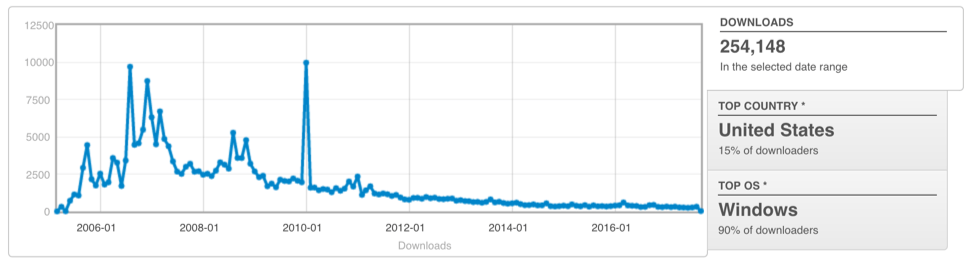 12500
10000
7500
5000
2500
0
2006-01 2008-01 2010-01 2012-01 2014-01 2016-01
Downloads
DOWNLOADS
254,148
In the selected date range
TOP COUNTRY *
United States
15% of downloaders
TOP OS *
Windows
90% of downloaders